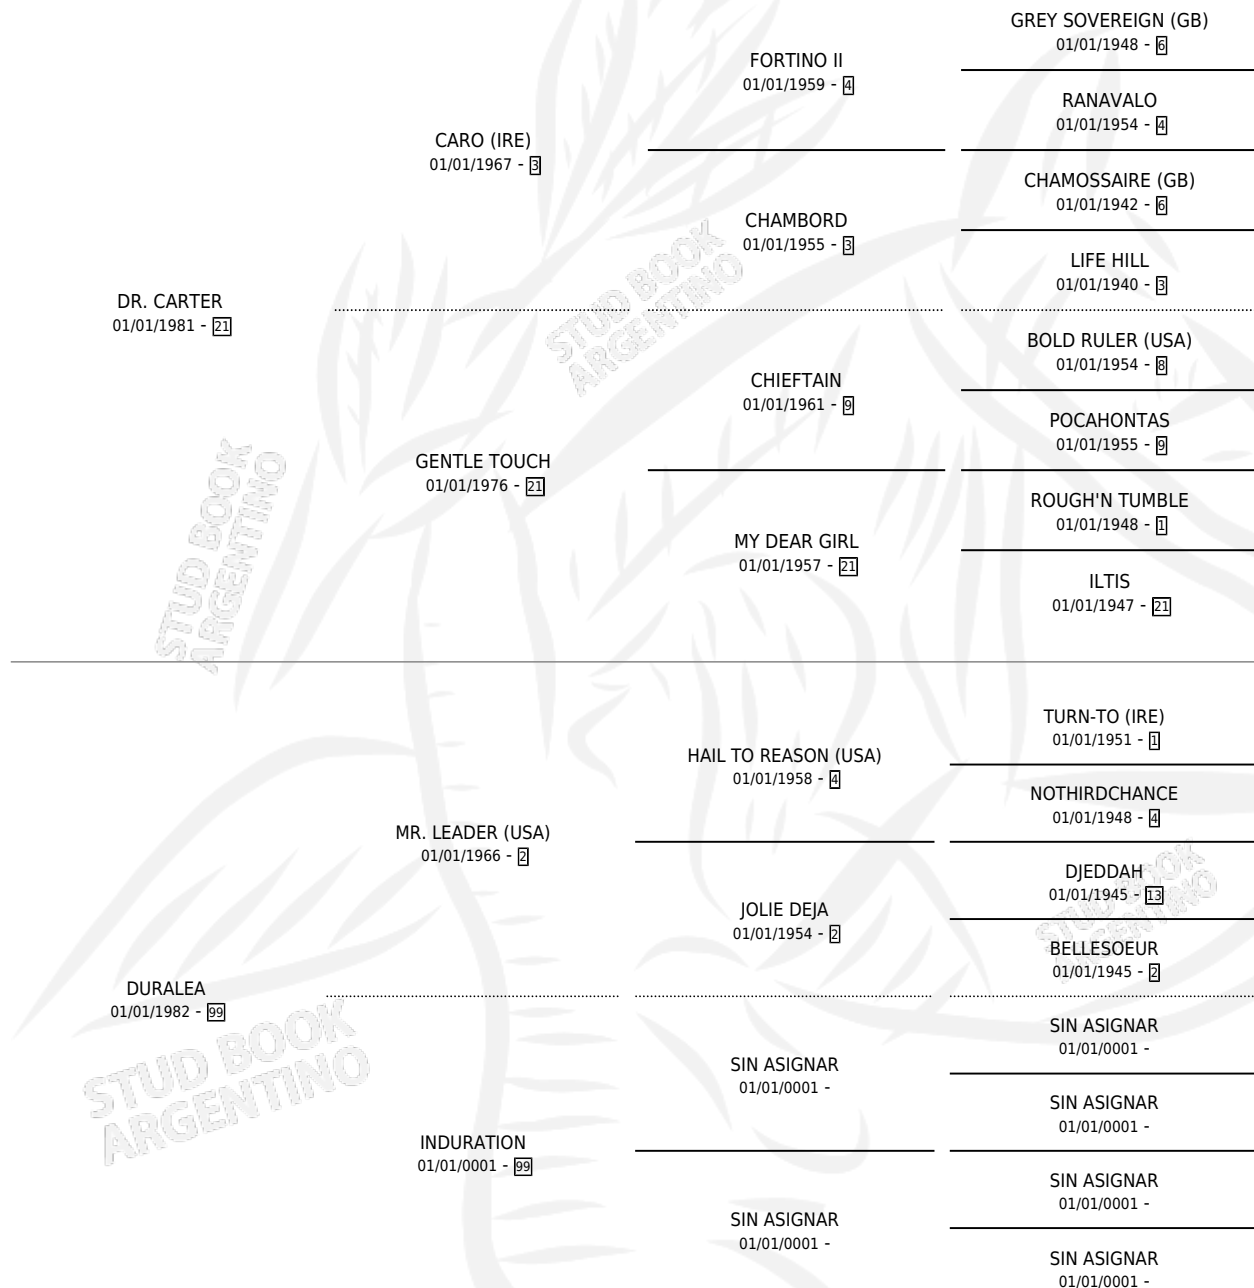 GREY SOVEREIGN (GB)
01/01/1948 - 6
FORTINO II
01/01/1959 - 4
RANAVALO
01/01/1954 - 4
CARO (IRE)
01/01/1967 - 3
CHAMOSSAIRE (GB)
01/01/1942 - 6
CHAMBORD
01/01/1955 - 3
LIFE HILL
01/01/1940 - 3
DR. CARTER
01/01/1981 - 21
BOLD RULER (USA)
01/01/1954 - 8
CHIEFTAIN
01/01/1961 - 9
POCAHONTAS
01/01/1955 - 9
GENTLE TOUCH
01/01/1976 - 21
ROUGH'N TUMBLE
01/01/1948 - 1
MY DEAR GIRL
01/01/1957 - 21
ILTIS
01/01/1947 - 21
TURN-TO (IRE)
01/01/1951 - 1
HAIL TO REASON (USA)
01/01/1958 - 4
NOTHIRDCHANCE
01/01/1948 - 4
MR. LEADER (USA)
01/01/1966 - 2
DJEDDAH
01/01/1945 - 13
JOLIE DEJA
01/01/1954 - 2
BELLESOEUR
01/01/1945 - 2
DURALEA
01/01/1982 - 99
SIN ASIGNAR
01/01/0001 -
SIN ASIGNAR
01/01/0001 -
SIN ASIGNAR
01/01/0001 -
INDURATION
01/01/0001 - 99
SIN ASIGNAR
01/01/0001 -
SIN ASIGNAR
01/01/0001 -
SIN ASIGNAR
01/01/0001 -
STUD BOOK
ARGENTINO
STUD BOOK
ARGENTINO
STUD BOOK
ARGENTINO
STUD BOOK
ARGENTINO